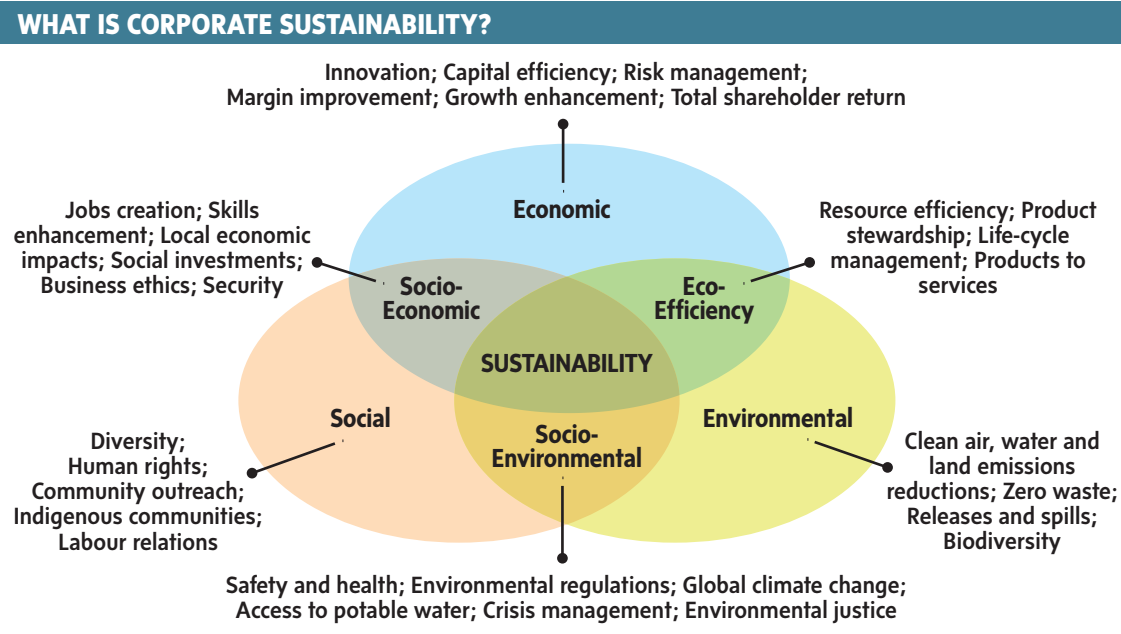 WHAT IS CORPORATE SUSTAINABILITY?
Innovation; Capital efficiency; Risk management;
Margin improvement; Growth enhancement; Total shareholder return
Economic
Jobs creation; Skills
enhancement; Local economic
impacts; Social investments;
Business ethics; Security
Resource efficiency; Product
stewardship; Life-cycle
management; Products to
services
Socio-
Economic
Eco-
Efficiency
SUSTAINABILITY
Social
Socio-
Environmental
Environmental
Diversity;
Human rights;
Community outreach;
Indigenous communities;
Labour relations
Clean air, water and
land emissions
reductions; Zero waste;
Releases and spills;
Biodiversity
Safety and health; Environmental regulations; Global climate change;
Access to potable water; Crisis management; Environmental justice